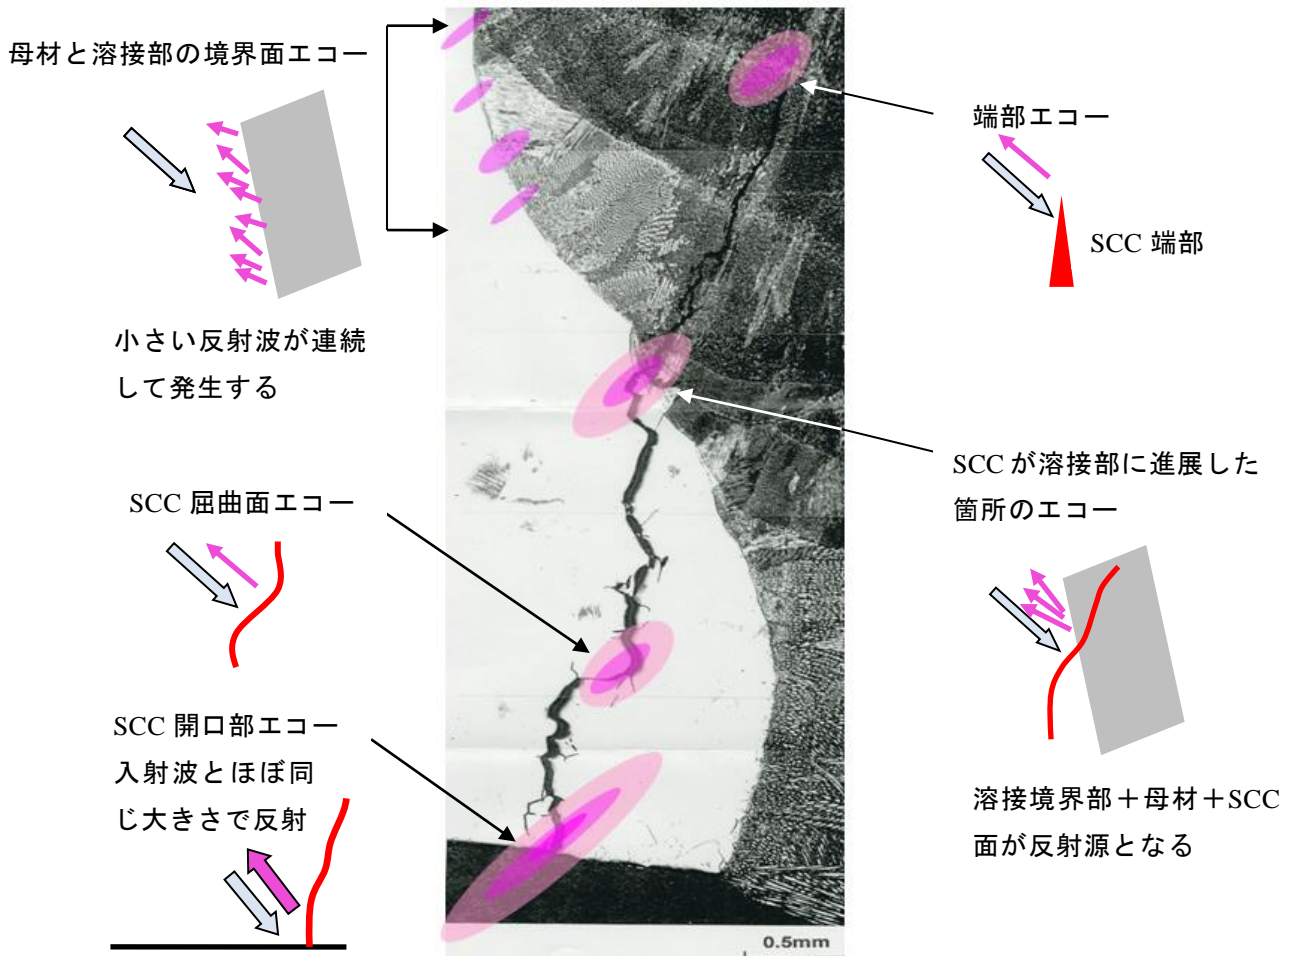 母材と溶接部の境界面エコー
小さい反射波が連続
して発生する
SCC 屈曲面エコー
SCC 開口部エコー
入射波とほぼ同
じ大きさで反射
端部エコー
SCC 端部
SCC が溶接部に進展した
箇所のエコー
溶接境界部＋母材＋SCC
面が反射源となる
0.5mm